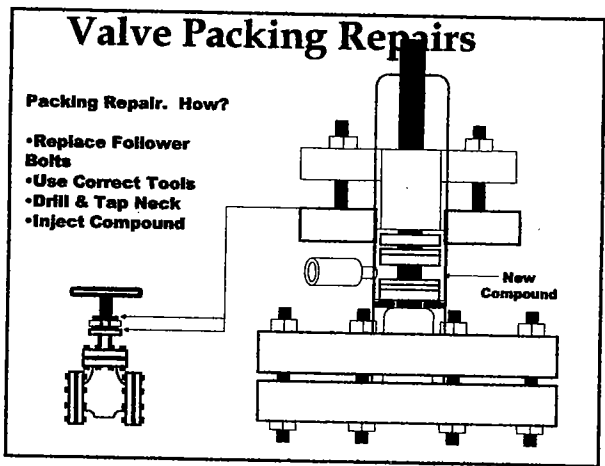 Valve Packing Repairs
Packing Repair. How?
•Replace Follower
Bolts
•Use Correct Tools
•Drill & Tap Neck
•Inject Compound
New
Compound